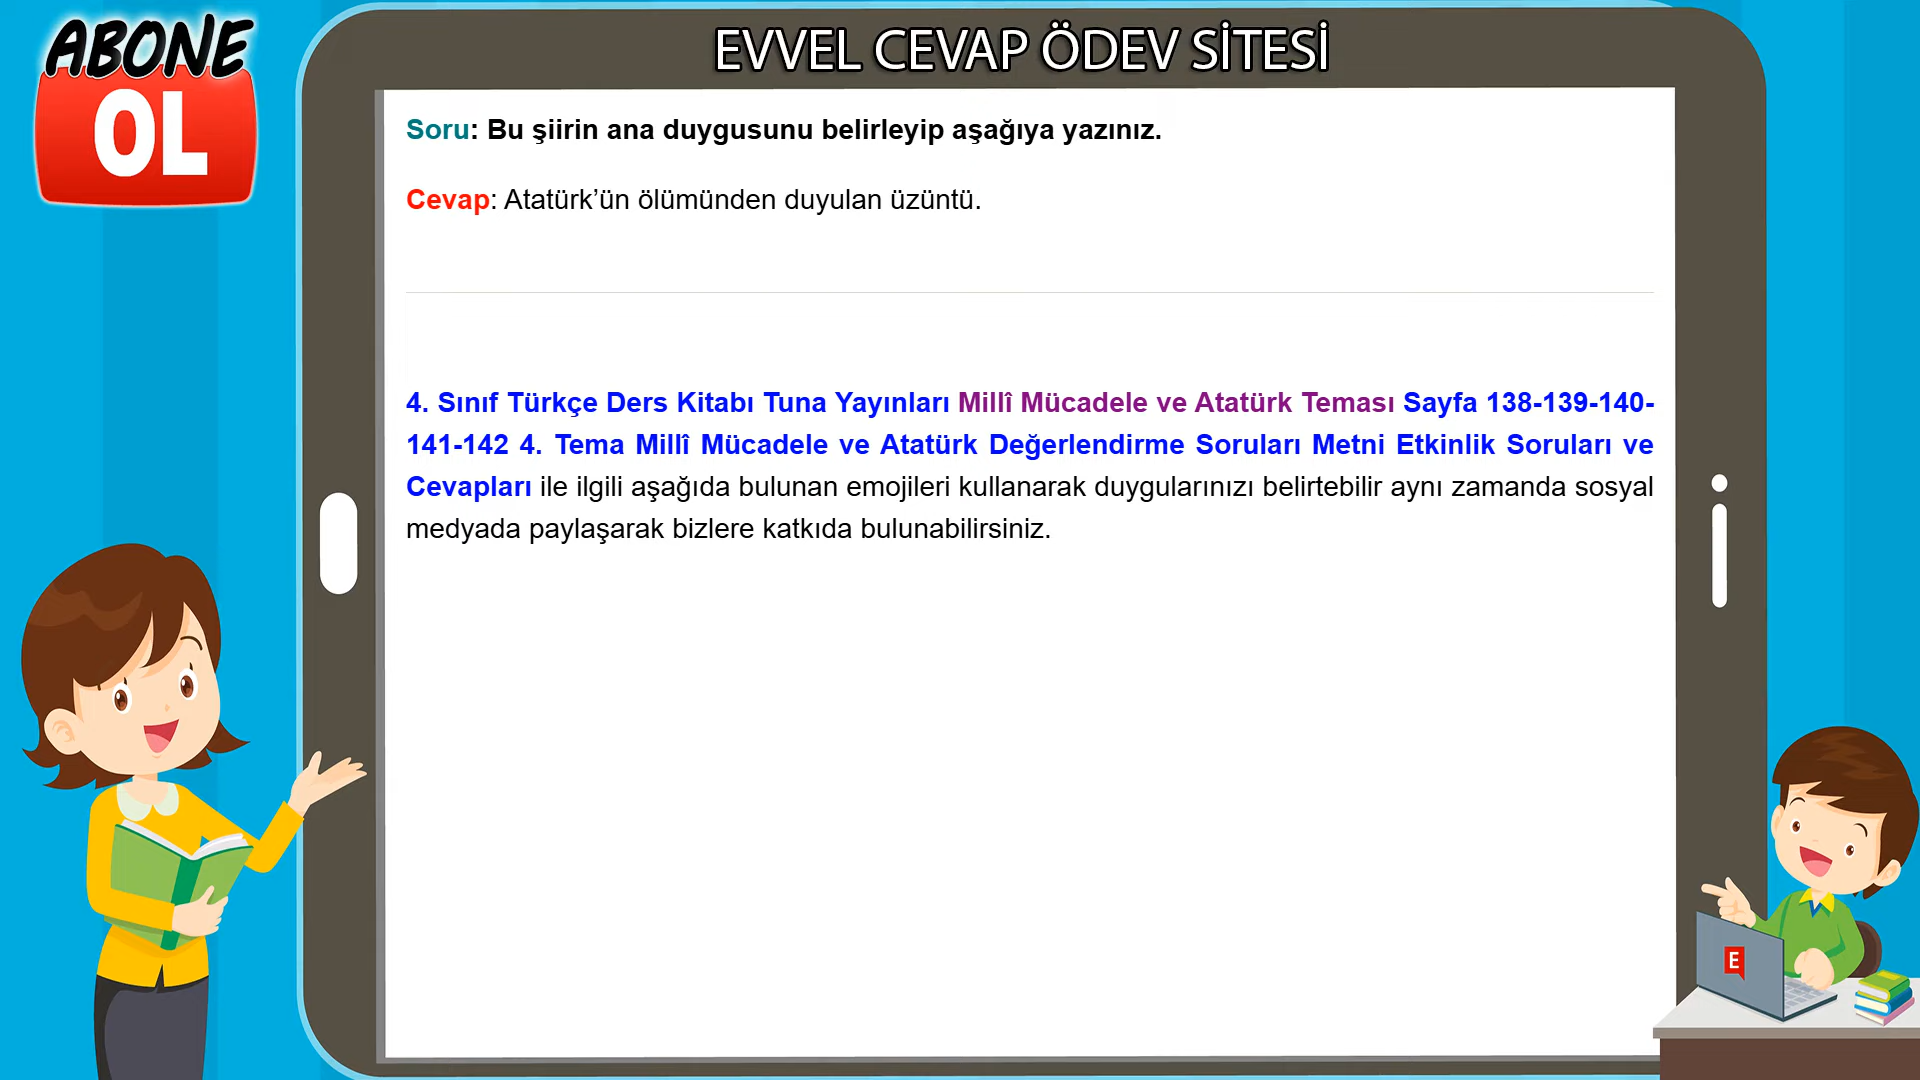 ABONE
OL
EVVEL CEVAP ÖDEV SİTESİ
Soru: Bu şiirin ana duygusunu belirleyip aşağıya yazınız.
Cevap: Atatürk’ün ölümünden duyulan üzüntü.
4. Sınıf Türkçe Ders Kitabı Tuna Yayınları Millî Mücadele ve Atatürk Teması Sayfa 138-139-140-
141-142 4. Tema Millî Mücadele ve Atatürk Değerlendirme Soruları Metni Etkinlik Soruları ve
Cevapları ile ilgili aşağıda bulunan emojileri kullanarak duygularınızı belirtebilir aynı zamanda sosyal
medyada paylaşarak bizlere katkıda bulunabilirsiniz.
E